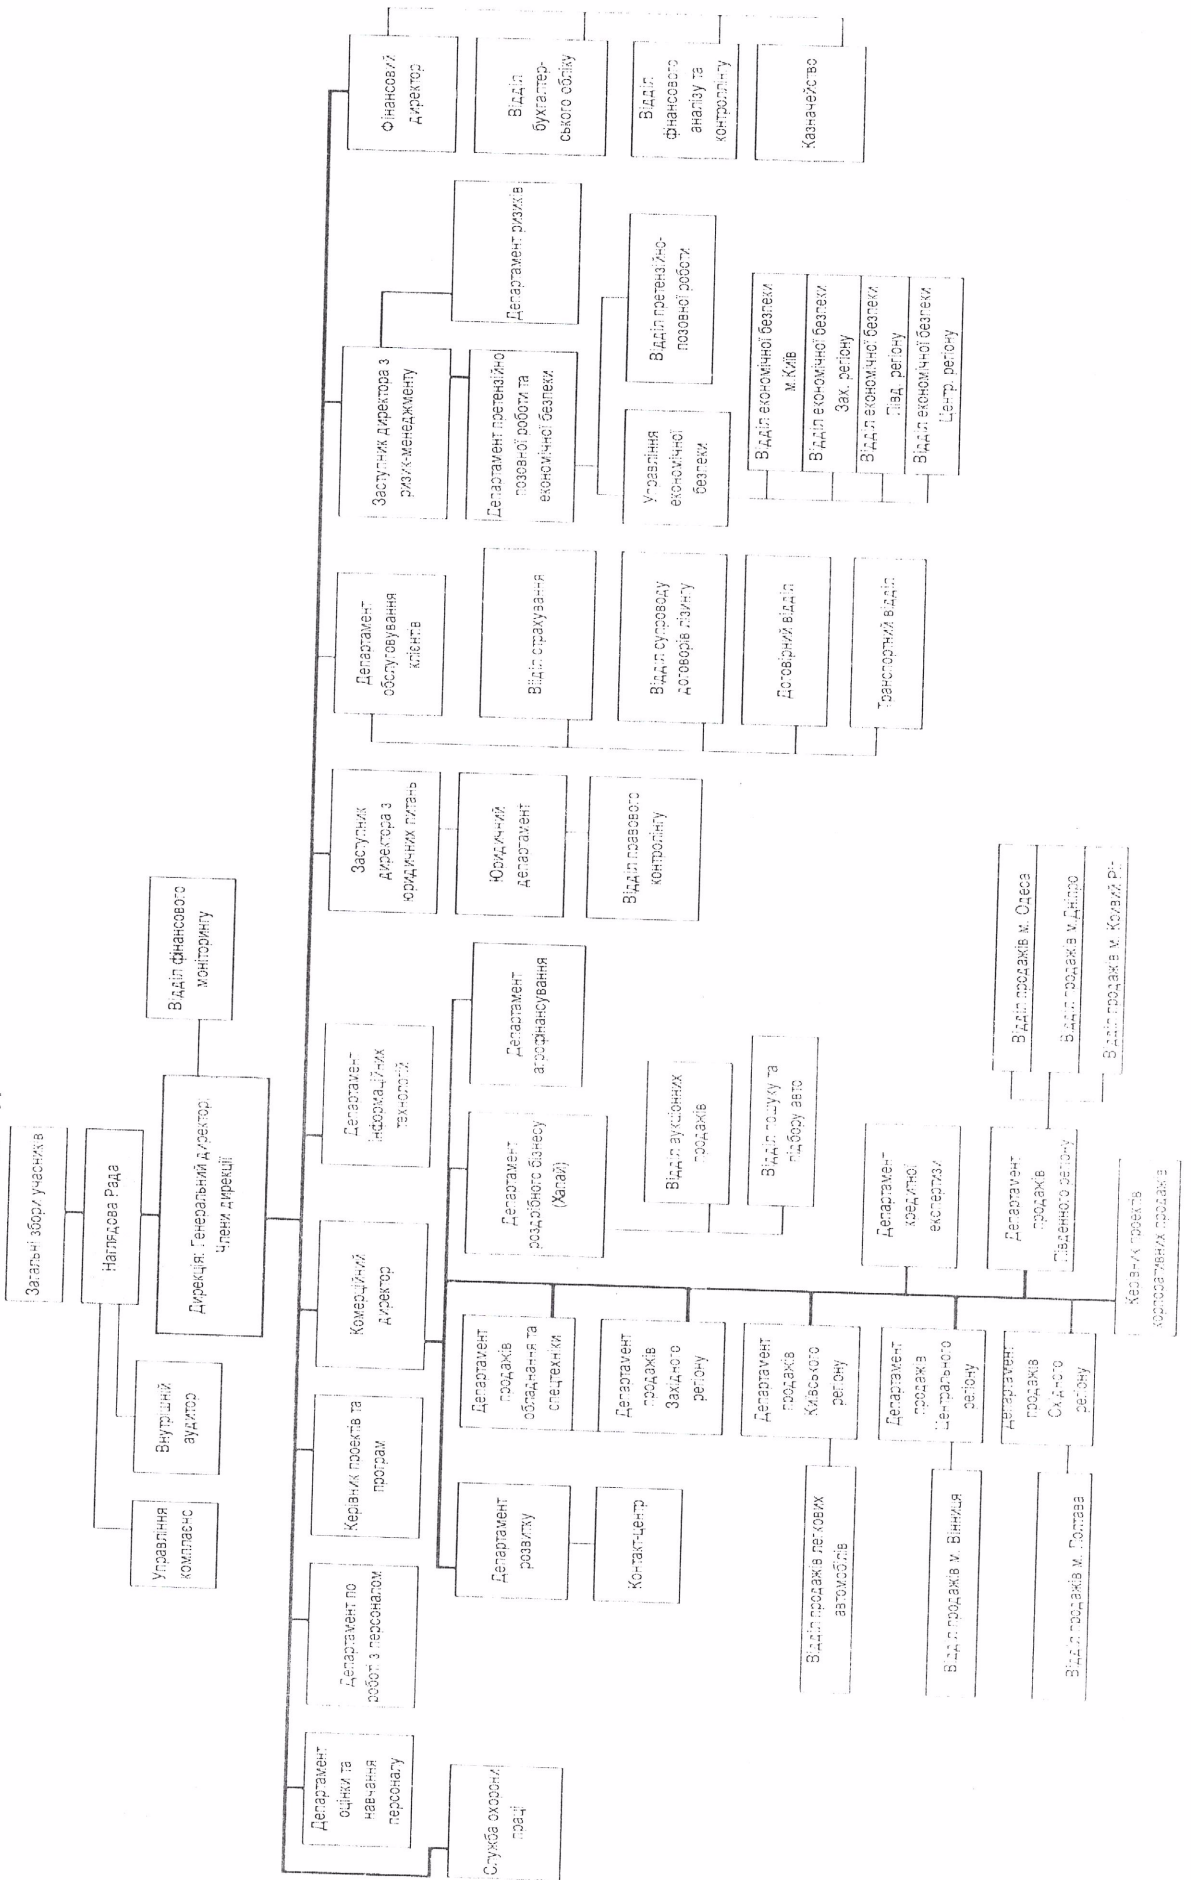 Загальні збори учасників
Наглядова Рада
Управління
комплаєнс
Внутрішній
аудитор
Дирекція: Генеральний директор,
Члени дирекції
Відділ фінансового
моніторингу
Департамент
оцінки та
навчання
персоналу
Служба охорони
праці
Департамент по
роботі з персоналом
Керівник проектів та
програм
Комерційний
директор
Департамент
інформаційних
технологій
Заступник
директора з
юридичних питань
Юридичний
департамент
Відділ правового
контролінгу
Департамент
обслуговування
клієнтів
Відділ страхування
Відділ супроводу
договорів лізингу
Договірний відділ
Транспортний відділ
Заступник директора з
ризик-менеджменту
Департамент ризиків
Департамент претензійно
позовної роботи та
економічної безпеки
Управління
економічної
безпеки
Відділ претензійно-
позовної роботи
Відділ економічної безпеки
м.Київ
Відділ економічної безпеки
Зах. регіону
Відділ економічної безпеки
Півд. регіону
Відділ економічної безпеки
Центр. регіону
Фінансовий
директор
Відділ
бухгалтер-
ського обліку
Відділ
фінансового
аналізу та
контроллінгу
Казначейство
Департамент
розвитку
Контакт-центр
Департамент
продажів
обладнання та
спецтехніки
Департамент
роздрібного бізнесу
(Хапай)
Департамент
агрофінансування
Відділ аукціонних
продажів
Відділ пошуку та
підбору авто
Департамент
продажів
Західного
регіону
Департамент
продажів
Київського
регіону
Відділ продажів легкових
автомобілів
Департамент
кредитної
експертизи
Департамент
продажів
Центрального
регіону
Відділ продажів м. Вінниця
Департамент
продажів
Південного регіону
Відділ продажів м. Одеса
Відділ продажів м.Дніпро
Відділ продажів м. Кривий Ріг
Департамент
продажів
Східного
регіону
Відділ продажів м. Полтава
Керівник проектів
корпоративних продажів